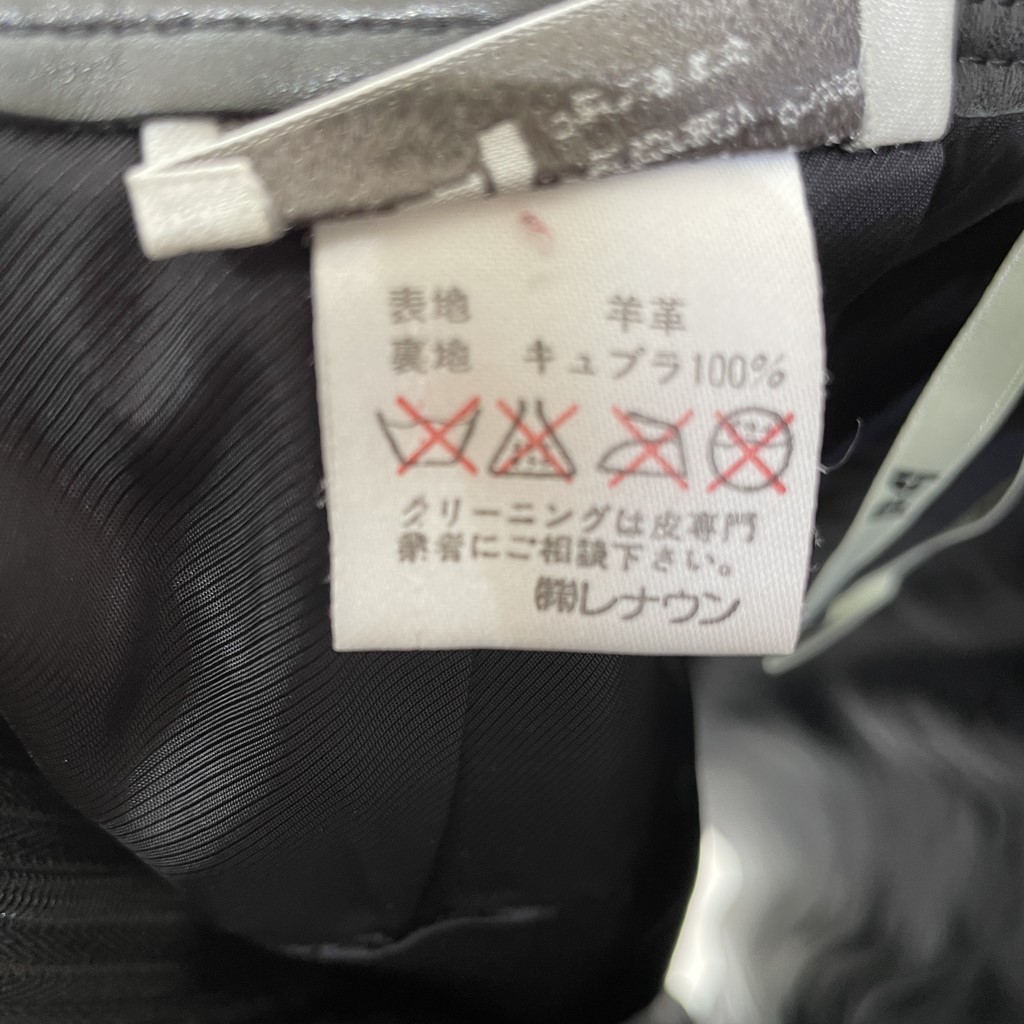 表地 羊革
裏地 キュプラ100%
クリーニングは皮専門
業者にご相談下さい。
㈱レナウン